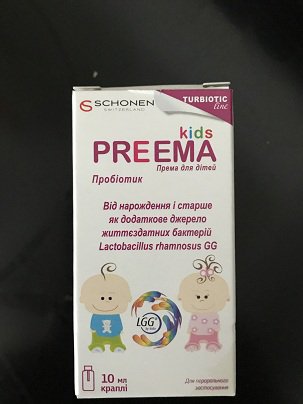 SCHONEN
SWITZERLAND
TURBIOTIC
line
kids
PREEMA
Према для дітей
Пробіотик
Від народження і старше
як додаткове джерело
життєздатних бактерій
Lactobacillus rhamnosus GG
LGG®
10 мл
краплі
Для перорального
застосування